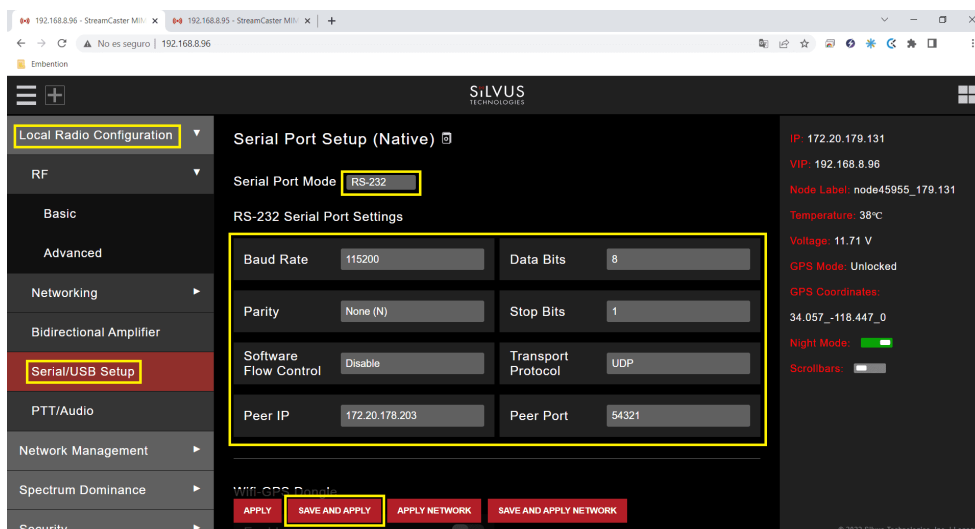 192.168.8.96 - StreamCaster MIM
192.168.8.95 - StreamCaster MIM
No es seguro | 192.168.8.96
Embention
SiLVUS
TECHNOLOGIES
Local Radio Configuration
RF
Basic
Advanced
Networking
Bidirectional Amplifier
Serial/USB Setup
PTT/Audio
Network Management
Spectrum Dominance
Security
Serial Port Setup (Native)
Serial Port Mode RS-232
RS-232 Serial Port Settings
Baud Rate 115200 Data Bits 8
Parity None (N) Stop Bits 1
Software Flow Control Disable Transport Protocol UDP
Peer IP 172.20.178.203 Peer Port 54321
Wifi-GPS Dongle
APPLY SAVE AND APPLY APPLY NETWORK SAVE AND APPLY NETWORK
IP: 172.20.179.131
VIP: 192.168.8.96
Node Label: node45955_179.131
Temperature: 38°C
Voltage: 11.71 V
GPS Mode: Unlocked
GPS Coordinates:
34.057_-118.447_0
Night Mode:
Scrollbars: